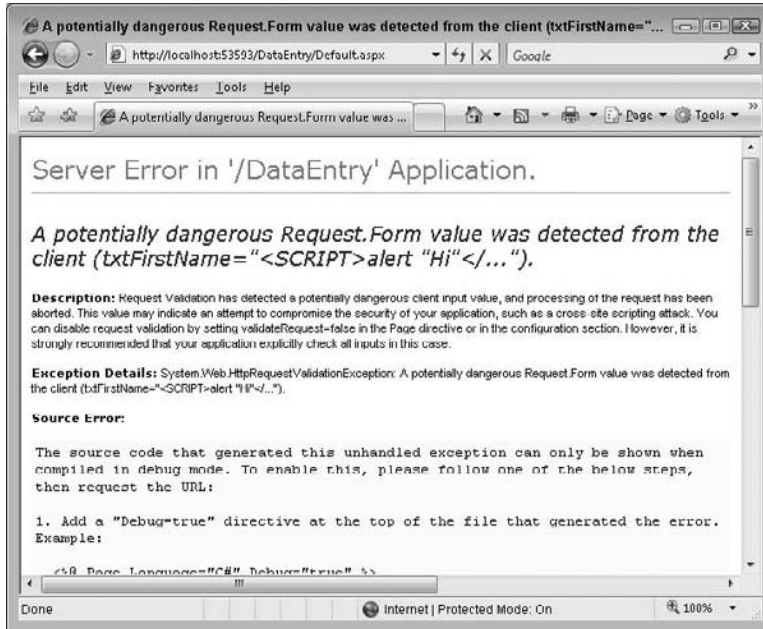 A potentially dangerous Request.Form value was detected from the client (txtFirstName="...
http://localhost:53593/DataEntry/Default.aspx
Google
File Edit View Favorites Tools Help
A potentially dangerous Request.Form value was ...
Page Tools
Server Error in '/DataEntry' Application.
A potentially dangerous Request.Form value was detected from the
client (txtFirstName="<SCRIPT>alert "Hi"</...").
Description: Request Validation has detected a potentially dangerous client input value, and processing of the request has been
aborted. This value may indicate an attempt to compromise the security of your application, such as a cross-site scripting attack. You
can disable request validation by setting validateRequest=false in the Page directive or in the configuration section. However, it is
strongly recommended that your application explicitly check all inputs in this case.
Exception Details: System.Web.HttpRequestValidationException: A potentially dangerous Request.Form value was detected from
the client (txtFirstName="<SCRIPT>alert "Hi"</...").
Source Error:
The source code that generated this unhandled exception can only be shown when
compiled in debug mode. To enable this, please follow one of the below steps,
then request the URL:
1. Add a "Debug=true" directive at the top of the file that generated the error.
Example:
<%@ Page Language="C#" Debug="true" %>
Done
Internet | Protected Mode: On
100%